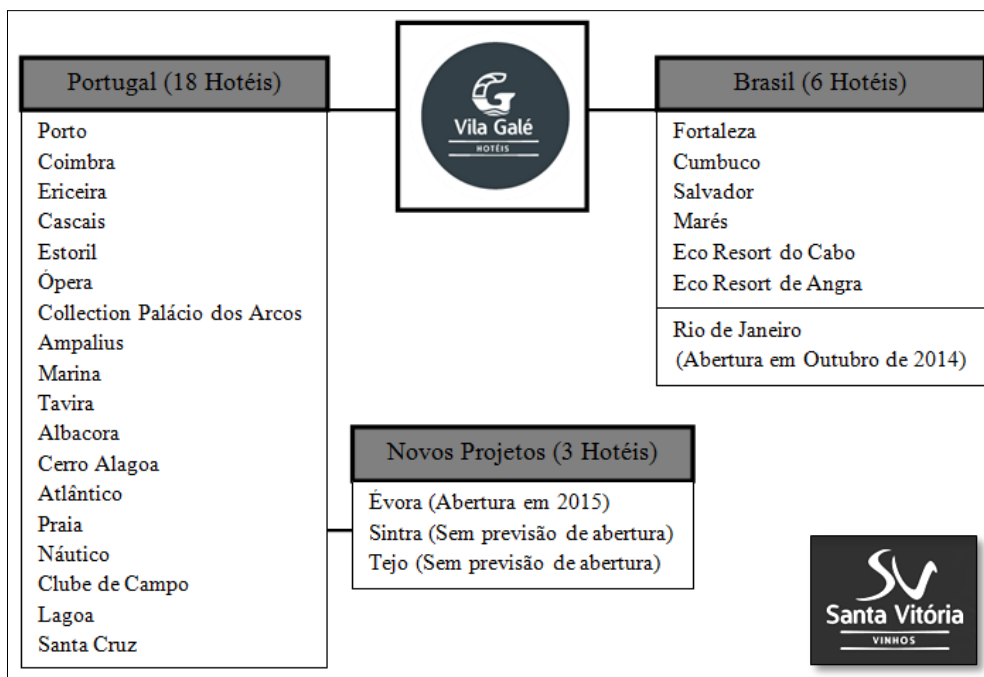 Portugal (18 Hotéis)
Porto
Coimbra
Ericeira
Cascais
Estoril
Ópera
Collection Palácio dos Arcos
Ampalius
Marina
Tavira
Albacora
Cerro Alagoa
Atlântico
Praia
Náutico
Clube de Campo
Lagoa
Santa Cruz
Vila Galé
HOTÉIS
Brasil (6 Hotéis)
Fortaleza
Cumbuco
Salvador
Marés
Eco Resort do Cabo
Eco Resort de Angra
Rio de Janeiro
(Abertura em Outubro de 2014)
Novos Projetos (3 Hotéis)
Évora (Abertura em 2015)
Sintra (Sem previsão de abertura)
Tejo (Sem previsão de abertura)
SV
Santa Vitória
VINHOS